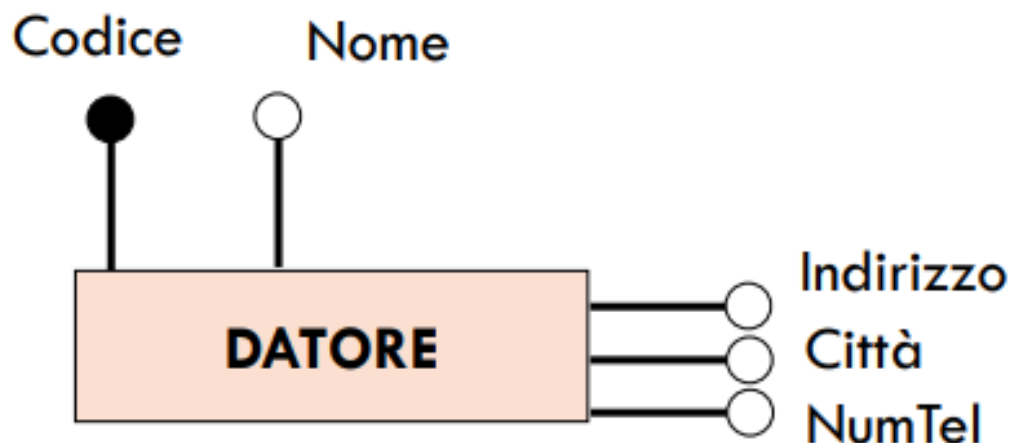 Codice
Nome
DATORE
Indirizzo
Città
NumTel